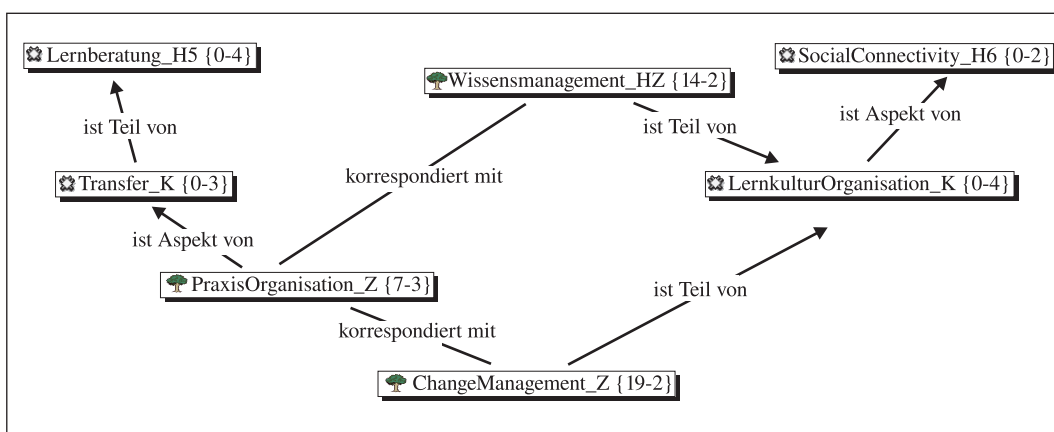 Lernberatung_H5 {0-4}
SocialConnectivity_H6 {0-2}
Wissensmanagement_HZ {14-2}
ist Teil von
ist Teil von
ist Aspekt von
korrespondiert mit
Transfer_K {0-3}
LernkulturOrganisation_K {0-4}
ist Aspekt von
PraxisOrganisation_Z {7-3}
ist Teil von
korrespondiert mit
ChangeManagement_Z {19-2}